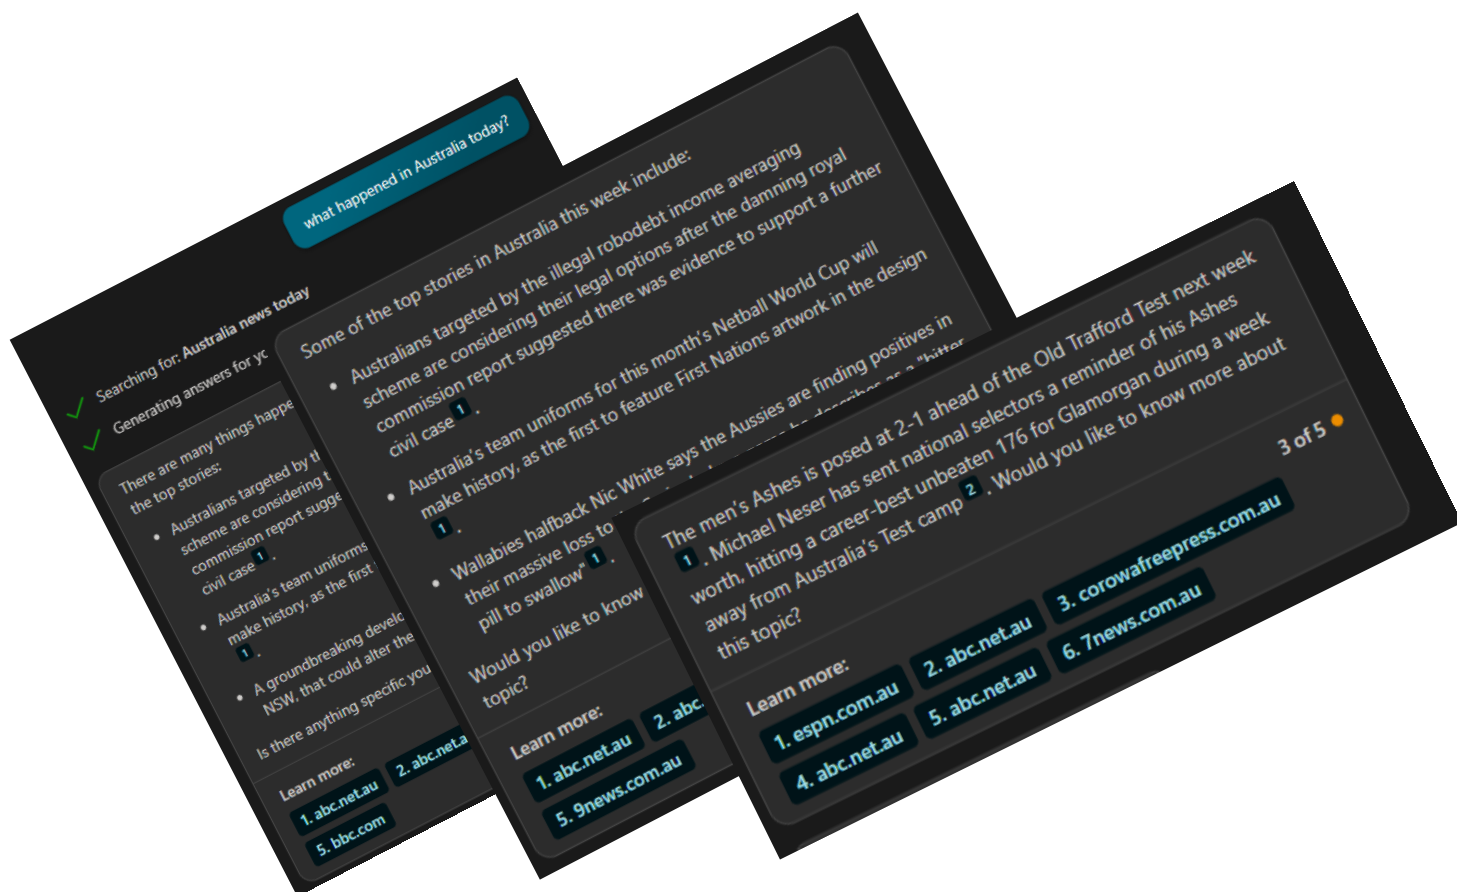 what happened in Australia today?
Searching for: Australia news today
Generating answers for yo
There are many things happe
the top stories:
• Australians targeted by th
scheme are considering t
commission report sugge
civil case 1 .
• Australia's team uniforms
make history, as the first
1 .
• A groundbreaking develo
NSW, that could alter the
Is there anything specific you
Learn more:
1. abc.net.au
2. abc.net.a
5. bbc.com
Some of the top stories in Australia this week include:
• Australians targeted by the illegal robodebt income averaging
scheme are considering their legal options after the damning royal
commission report suggested there was evidence to support a further
civil case 1 .
• Australia's team uniforms for this month's Netball World Cup will
make history, as the first to feature First Nations artwork in the design
1 .
• Wallabies halfback Nic White says the Aussies are finding positives in
their massive loss to describes as a "bitter
pill to swallow" 1 .
Would you like to know
topic?
Learn more:
1. abc.net.au
2. abc.
5. 9news.com.au
The men's Ashes is posed at 2-1 ahead of the Old Trafford Test next week
1 . Michael Neser has sent national selectors a reminder of his Ashes
worth, hitting a career-best unbeaten 176 for Glamorgan during a week
away from Australia's Test camp 2 . Would you like to know more about
this topic?
3 of 5
Learn more:
1. espn.com.au
2. abc.net.au
3. corowafreepress.com.au
4. abc.net.au
5. abc.net.au
6. 7news.com.au